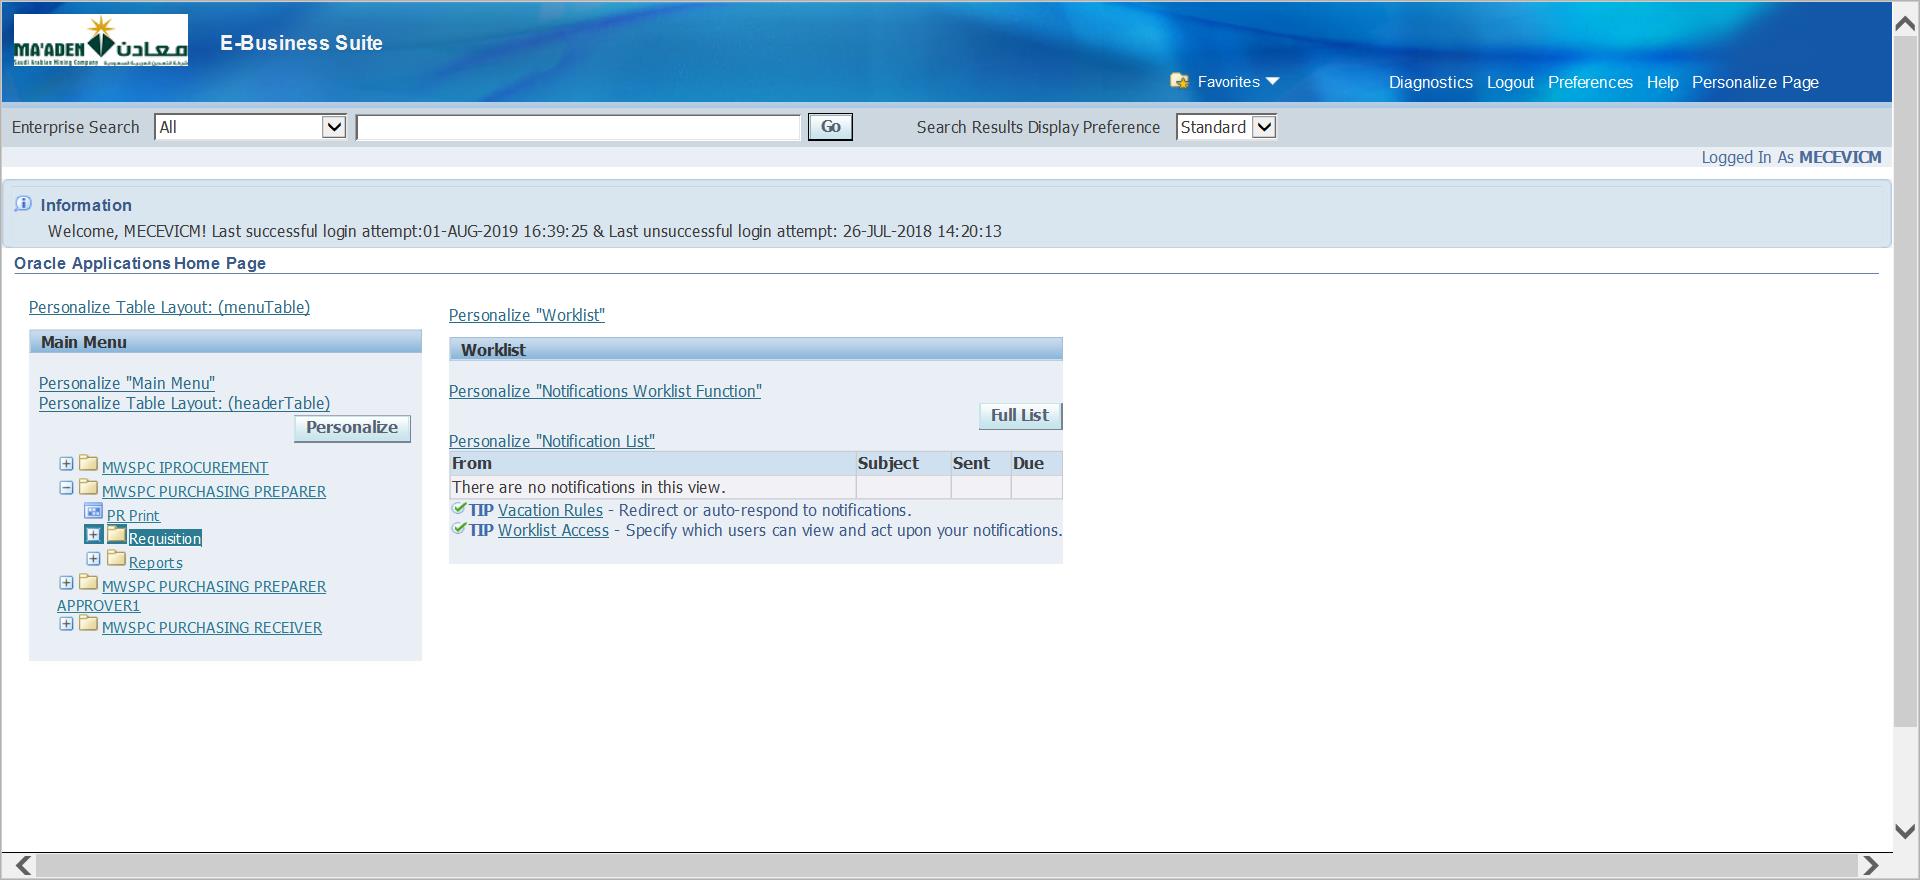 MA'ADEN معادن
Saudi Arabian Mining Company شركة التعدين العربية السعودية
E-Business Suite
Favorites
Diagnostics Logout Preferences Help Personalize Page
Enterprise Search All Go Search Results Display Preference Standard
Logged In As MECEVICM
Information
Welcome, MECEVICM! Last successful login attempt:01-AUG-2019 16:39:25 & Last unsuccessful login attempt: 26-JUL-2018 14:20:13
Oracle Applications Home Page
Personalize Table Layout: (menuTable)
Main Menu
Personalize "Main Menu"
Personalize Table Layout: (headerTable)
Personalize
MWSPC IPROCUREMENT
MWSPC PURCHASING PREPARER
PR Print
Requisition
Reports
MWSPC PURCHASING PREPARER
APPROVER1
MWSPC PURCHASING RECEIVER
Personalize "Worklist"
Worklist
Personalize "Notifications Worklist Function"
Full List
Personalize "Notification List"
From Subject Sent Due
There are no notifications in this view.
TIP Vacation Rules - Redirect or auto-respond to notifications.
TIP Worklist Access - Specify which users can view and act upon your notifications.